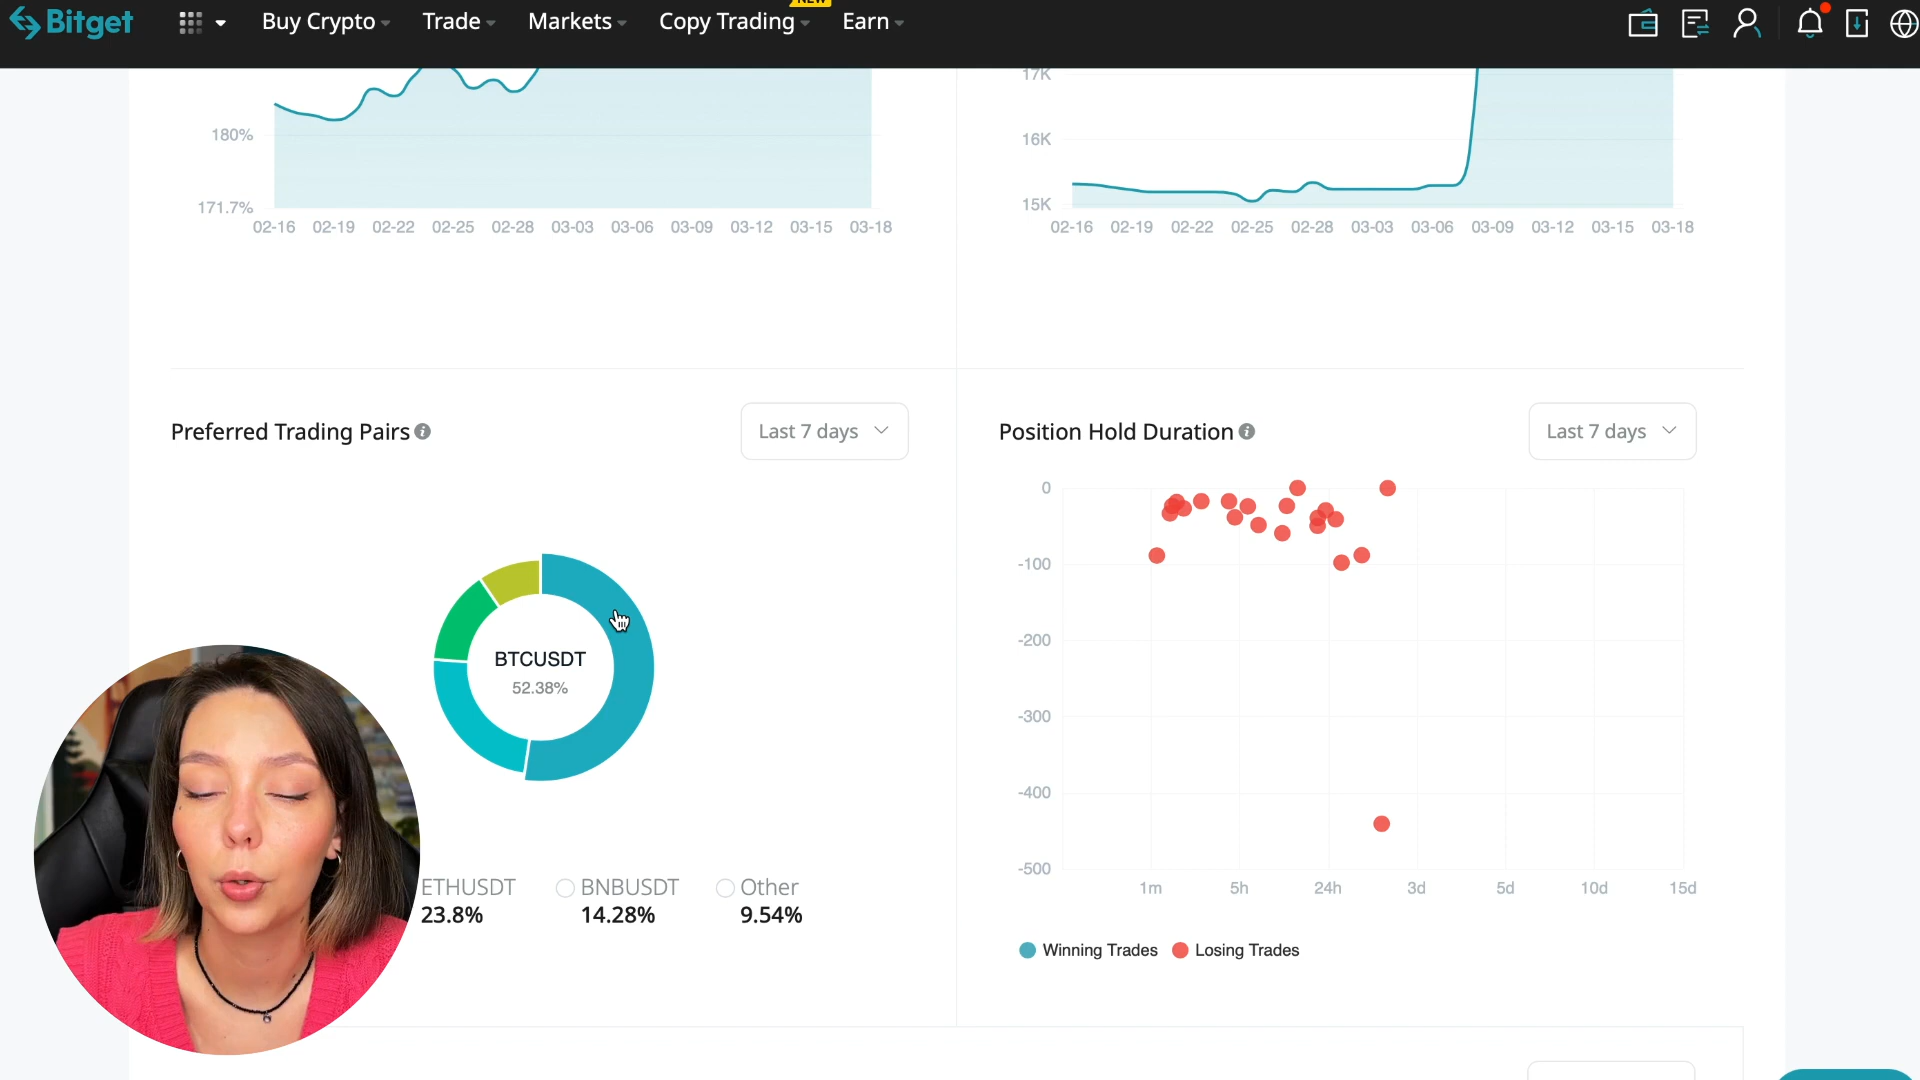 Bitget
Buy Crypto
Trade
Markets
Copy Trading
NEW
Earn
180%
171.7%
02-16 02-19 02-22 02-25 02-28 03-03 03-06 03-09 03-12 03-15 03-18
17K
16K
15K
02-16 02-19 02-22 02-25 02-28 03-03 03-06 03-09 03-12 03-15 03-18
Preferred Trading Pairs
Last 7 days
BTCUSDT
52.38%
ETHUSDT
23.8%
BNBUSDT
14.28%
Other
9.54%
Position Hold Duration
Last 7 days
0
-100
-200
-300
-400
-500
1m 5h 24h 3d 5d 10d 15d
Winning Trades Losing Trades